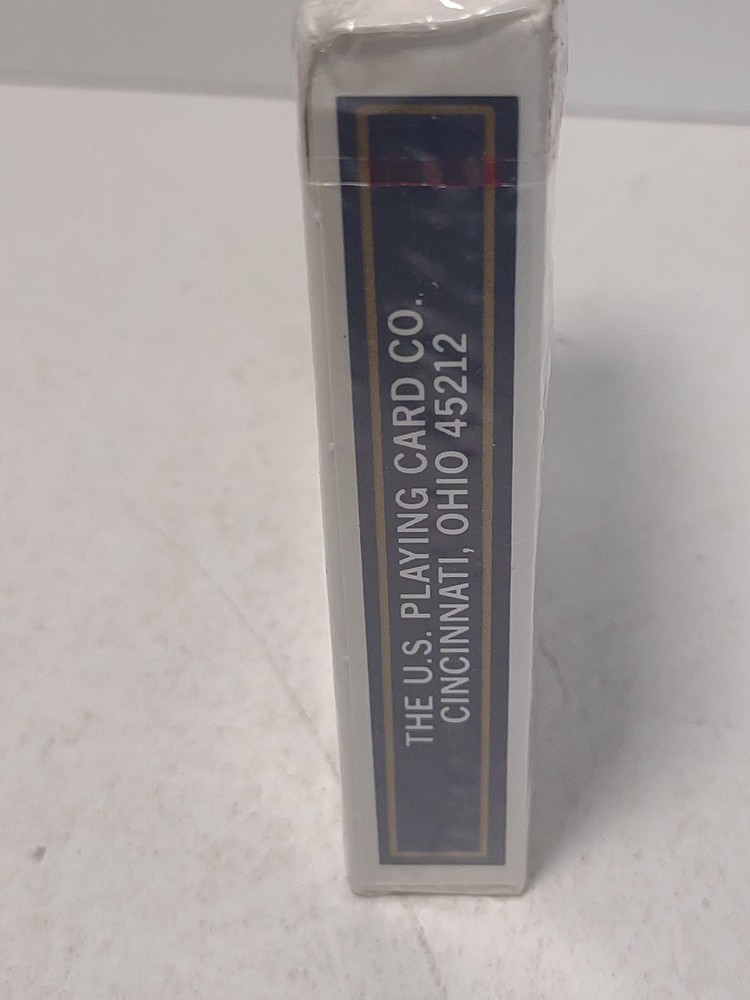 THE U.S. PLAYING CARD CO.,
CINCINNATI, OHIO 45212